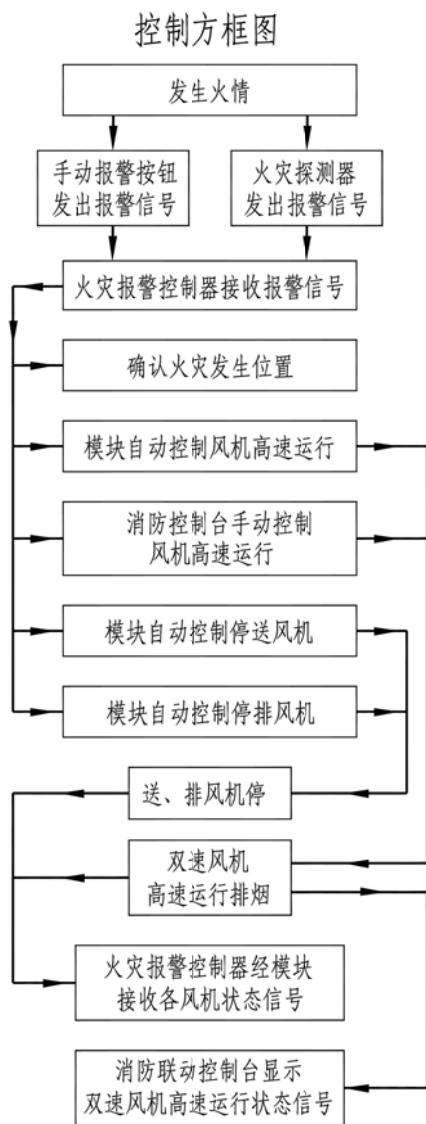 控制方框图
发生火情
手动报警按钮
发出报警信号
火灾探测器
发出报警信号
火灾报警控制器接收报警信号
确认火灾发生位置
模块自动控制风机高速运行
消防控制台手动控制
风机高速运行
模块自动控制停送风机
模块自动控制停排风机
送、排风机停
双速风机
高速运行排烟
火灾报警控制器经模块
接收各风机状态信号
消防联动控制台显示
双速风机高速运行状态信号